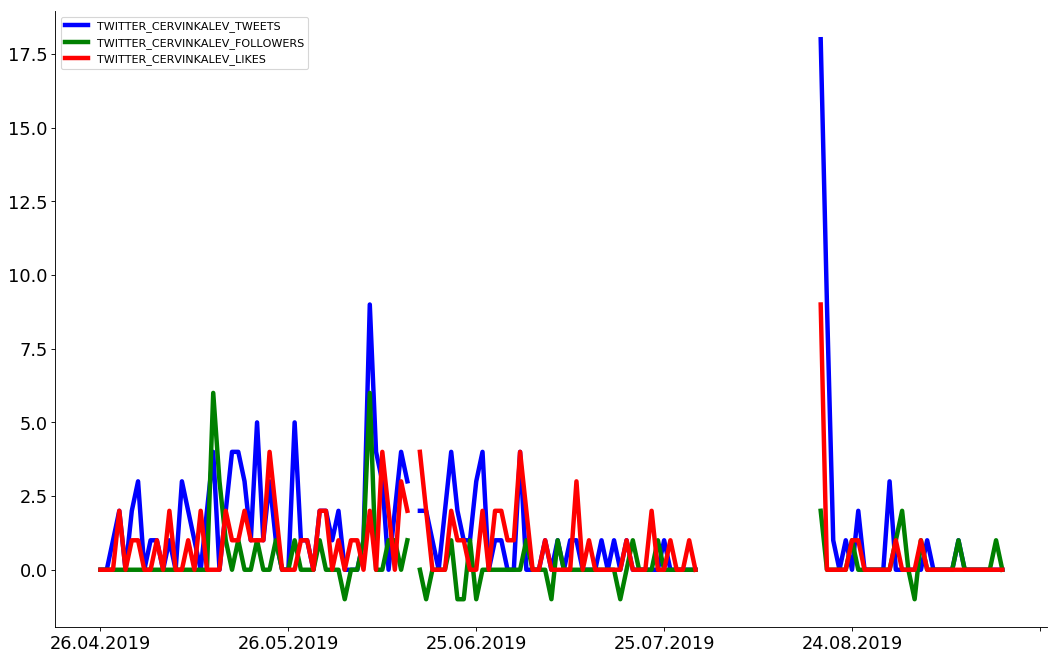 TWITTER_CERVINKALEV_TWEETS
TWITTER_CERVINKALEV_FOLLOWERS
TWITTER_CERVINKALEV_LIKES
17.5
15.0
12.5
10.0
7.5
5.0
2.5
0.0
26.04.2019 26.05.2019 25.06.2019 25.07.2019 24.08.2019